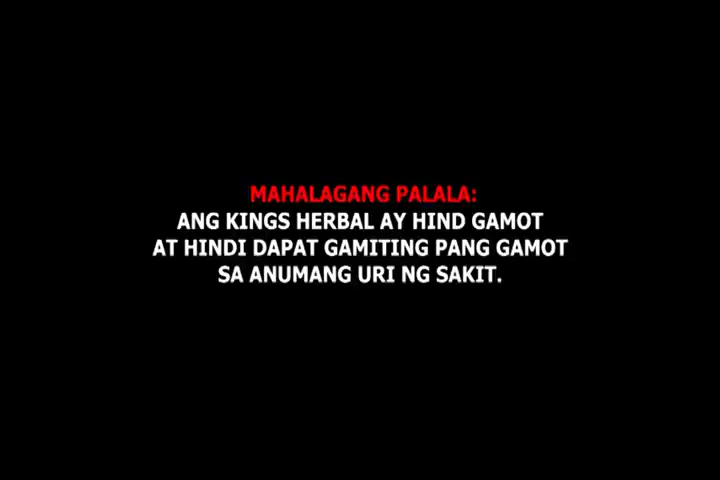 MAHALAGANG PALALA:
ANG KINGS HERBAL AY HIND GAMOT
AT HINDI DAPAT GAMITING PANG GAMOT
SA ANUMANG URI NG SAKIT.